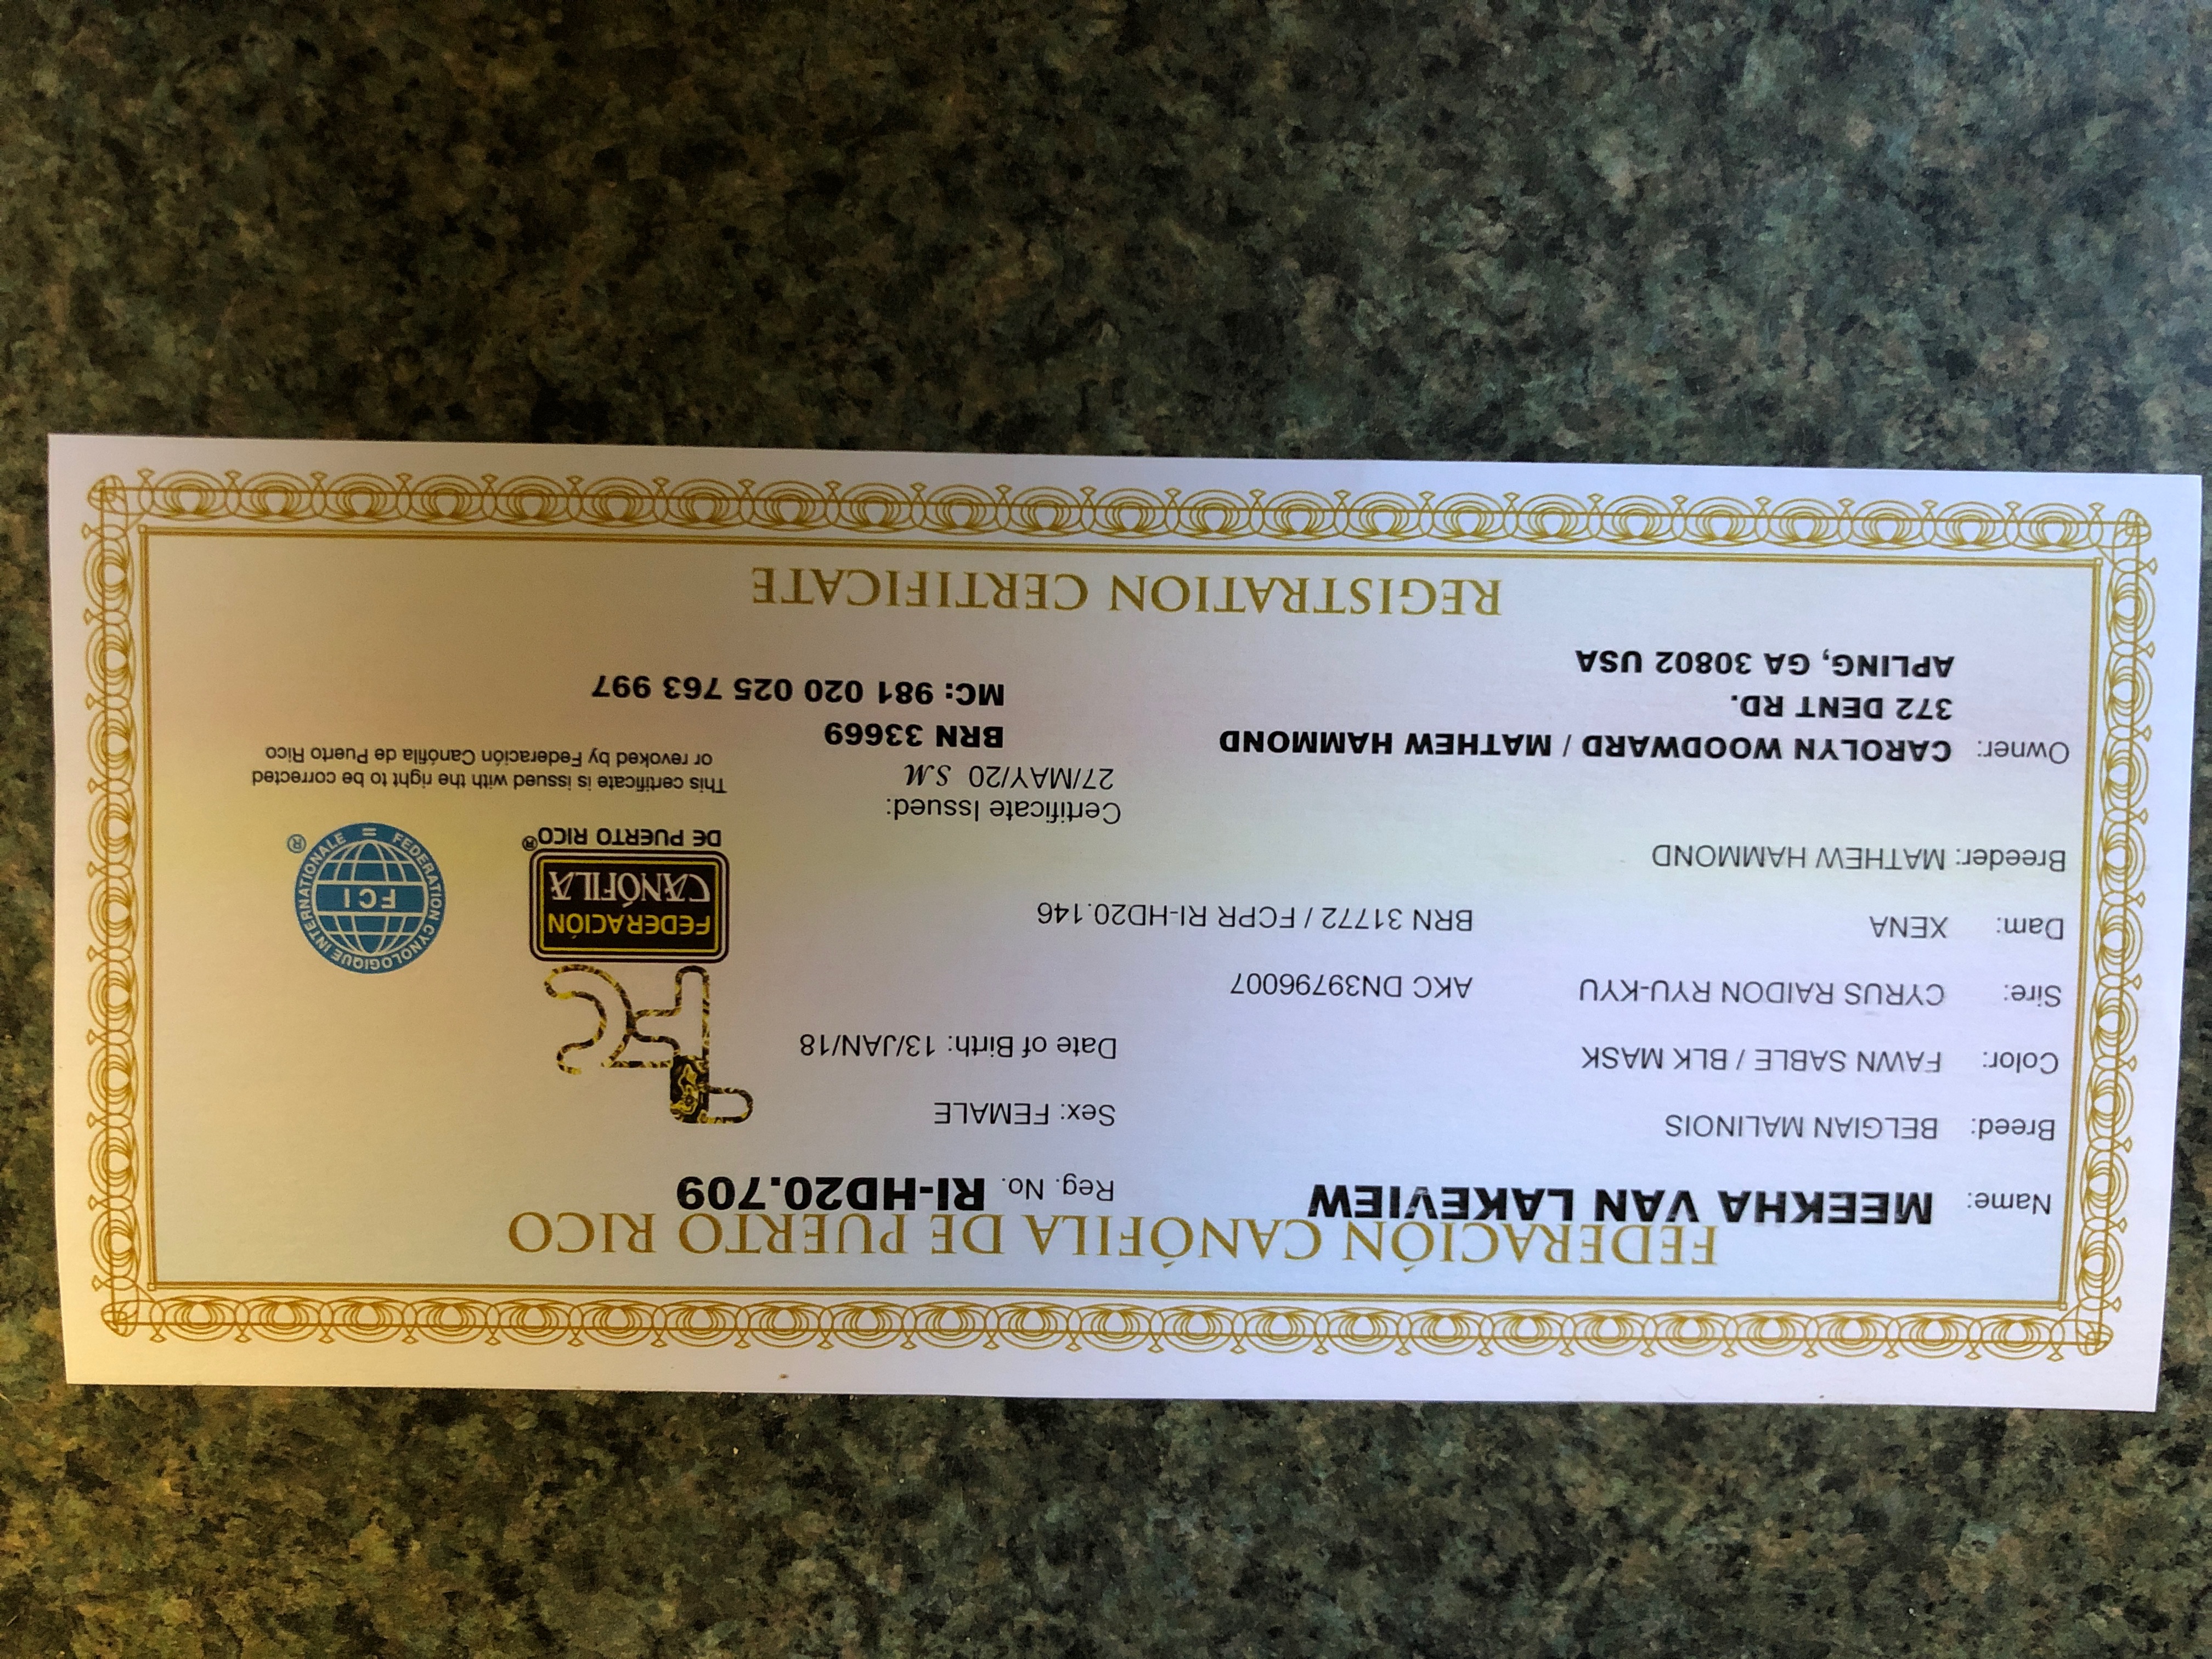 FEDERACIÓN CANÓFILA DE PUERTO RICO
Name: MEEKHA VAN LAKEVIEW Reg. No. RI-HD20.709
Breed: BELGIAN MALINOIS Sex: FEMALE
Color: FAWN SABLE / BLK MASK Date of Birth: 13/JAN/18
Sire: CYRUS RAIDON RYU-KYU AKC DN39796007
Dam: XENA BRN 31772 / FCPR RI-HD20.146
Breeder: MATHEW HAMMOND
Certificate Issued:
27/MAY/20 SM
Owner: CAROLYN WOODWARD / MATHEW HAMMOND BRN 33669
372 DENT RD. MC: 981 020 025 763 997
APLING, GA 30802 USA
FCPR
FEDERACIÓN
CANÓFILA
DE PUERTO RICO®
FEDERATION CYNOLOGIQUE INTERNATIONALE
FCI
®
This certificate is issued with the right to be corrected
or revoked by Federación Canófila de Puerto Rico
REGISTRATION CERTIFICATE